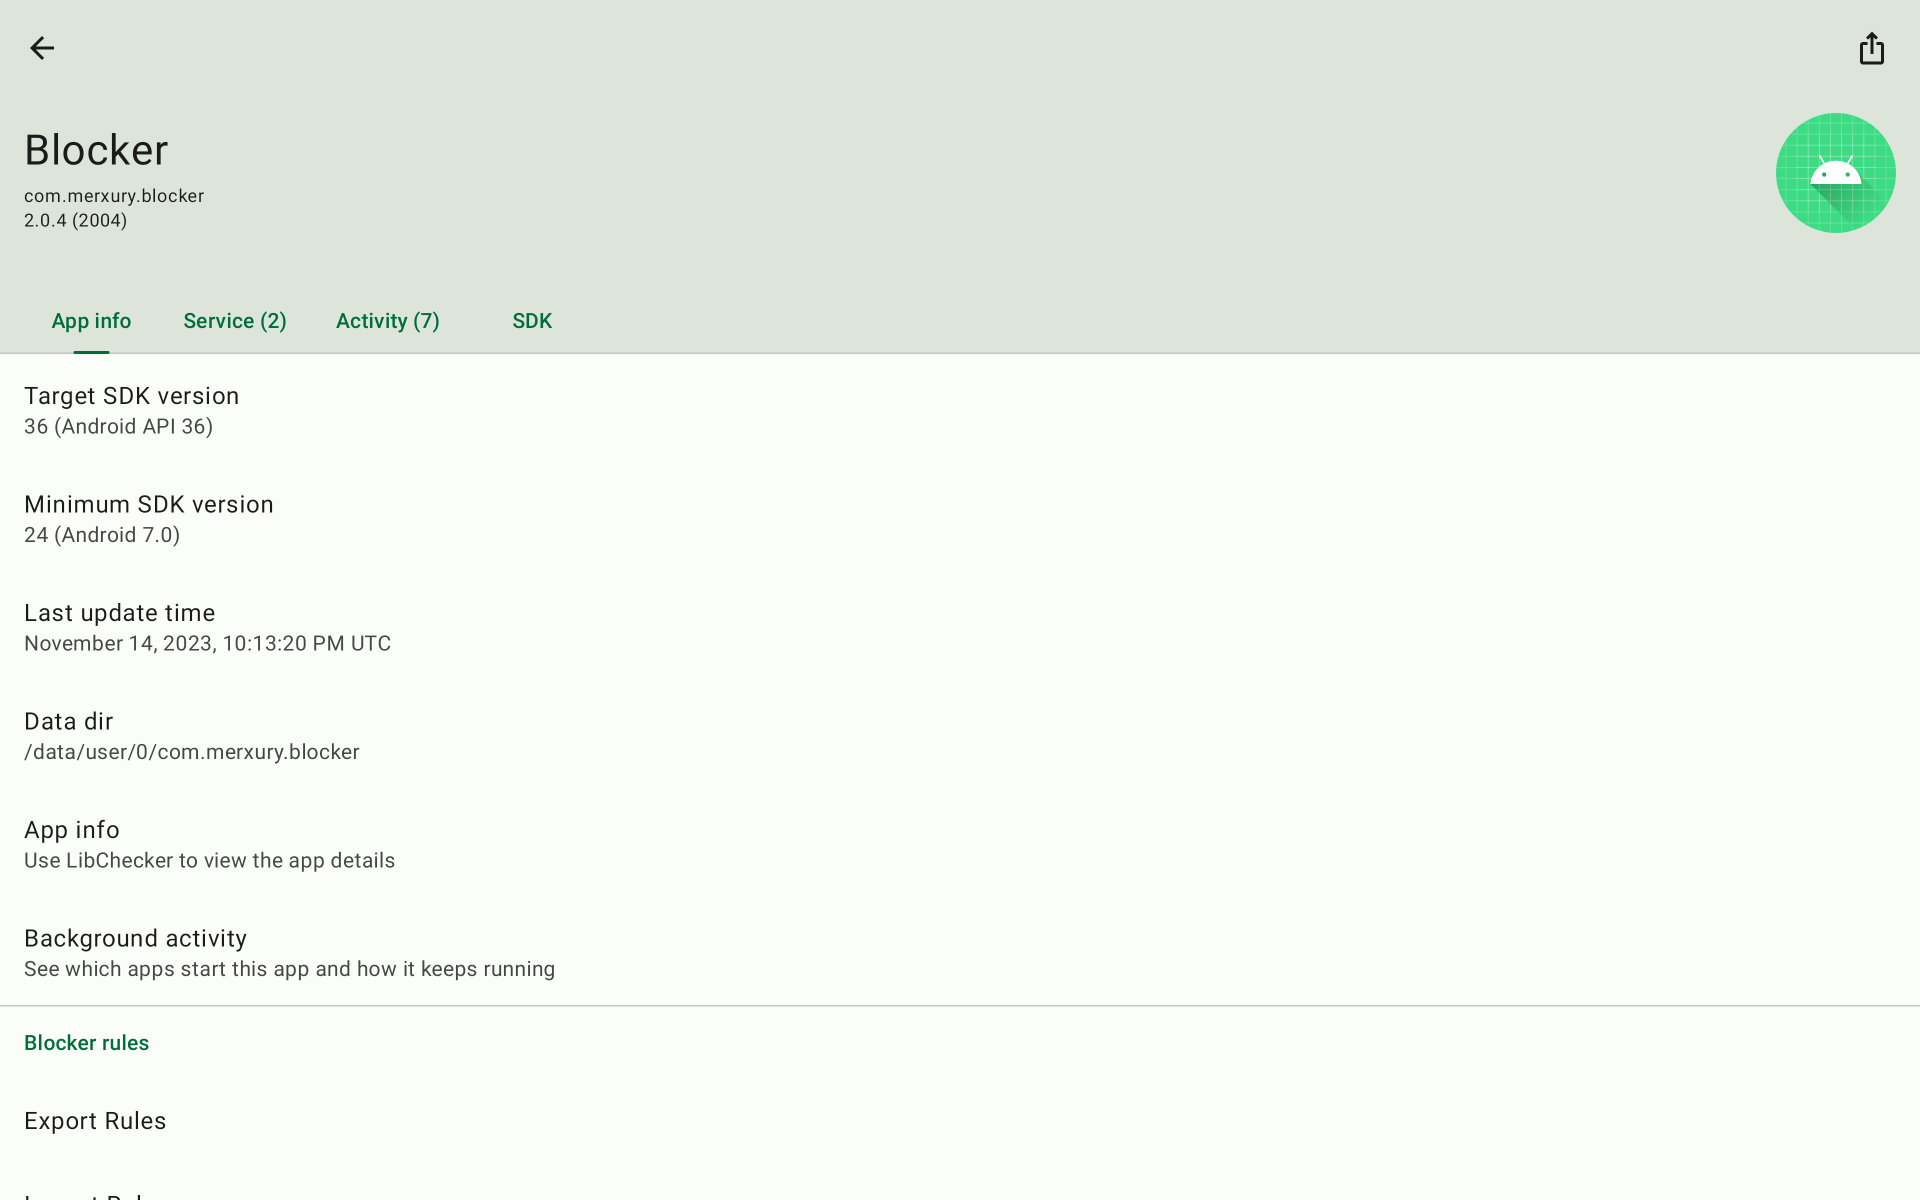 Blocker
com.merxury.blocker
2.0.4 (2004)
App info
Service (2)
Activity (7)
SDK
Target SDK version
36 (Android API 36)
Minimum SDK version
24 (Android 7.0)
Last update time
November 14, 2023, 10:13:20 PM UTC
Data dir
/data/user/0/com.merxury.blocker
App info
Use LibChecker to view the app details
Background activity
See which apps start this app and how it keeps running
Blocker rules
Export Rules